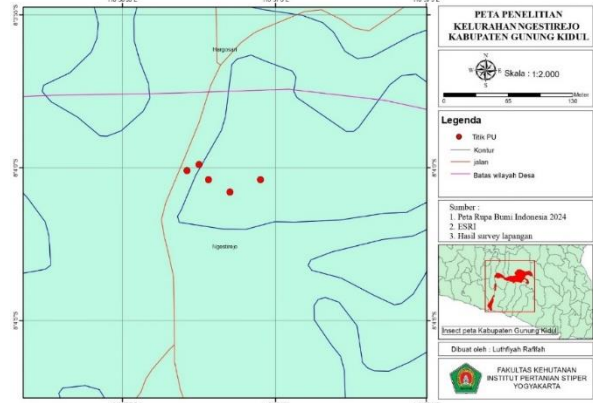 PETA PENELITIAN
KELURAHAN NGESTIREJO
KABUPATEN GUNUNG KIDUL
N
Skala : 1:2.000
0 65 130
Meter
Legenda
Titik PU
Kontur
jalan
Batas wilayah Desa
Sumber :
1. Peta Rupa Bumi Indonesia 2024
2. ESRI
3. Hasil survey lapangan
Insect peta Kabupaten Gunung Kidul
Dibuat oleh : Luthfiyah Rafifah
FAKULTAS KEHUTANAN
INSTITUT PERTANIAN STIPER
YOGYAKARTA
Ngestirejo